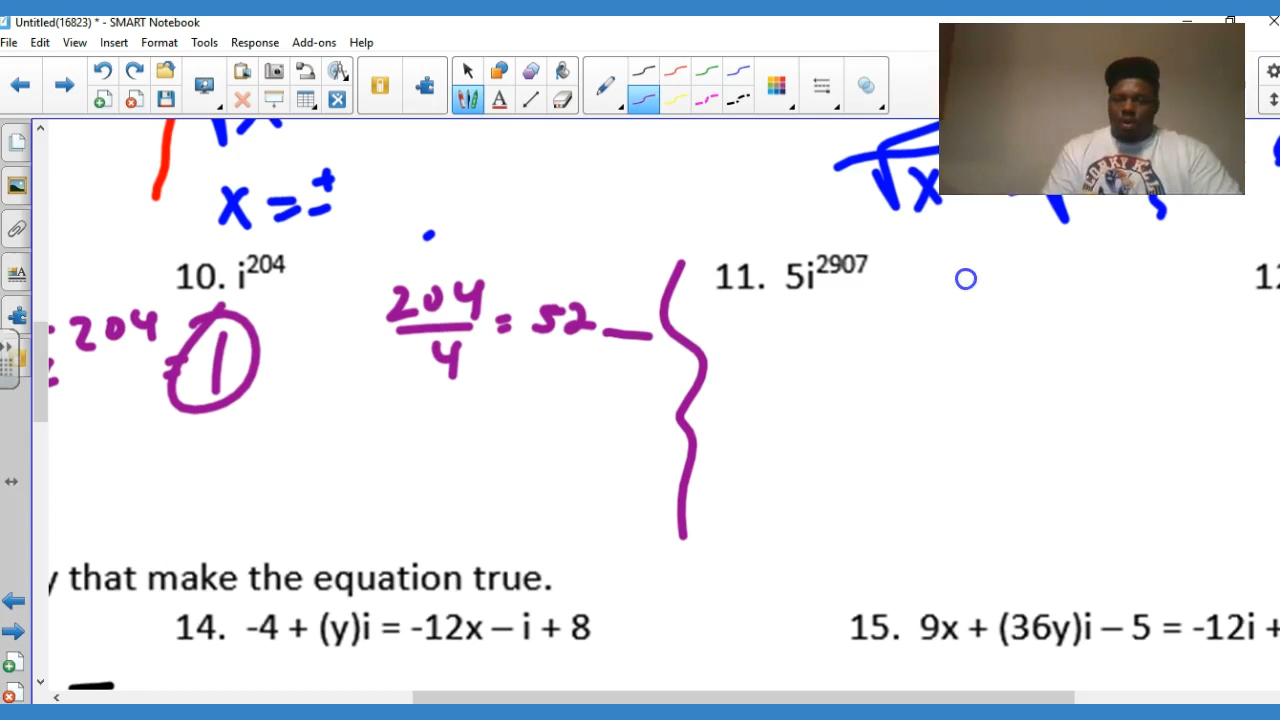 Untitled(16823) * - SMART Notebook
File Edit View Insert Format Tools Response Add-ons Help
x = ±
10. i^204
204 = 1
204/4 = 52
11. 5i^2907
y that make the equation true.
14. -4 + (y)i = -12x – i + 8
15. 9x + (36y)i – 5 = -12i +